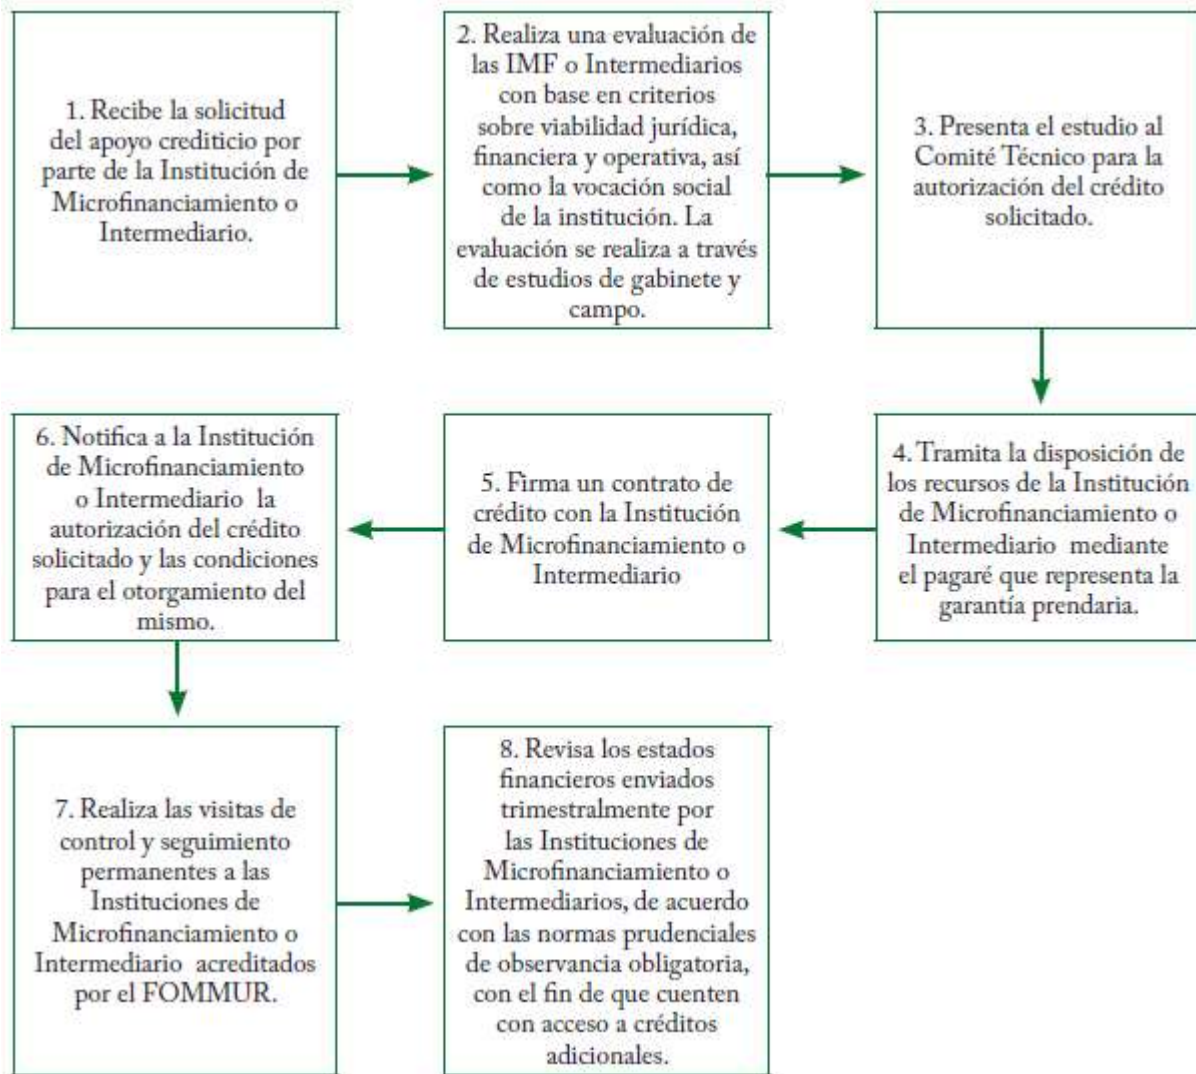 1. Recibe la solicitud
del apoyo crediticio por
parte de la Institución de
Microfinanciamiento o
Intermediario.
2. Realiza una evaluación de
las IMF o Intermediarios
con base en criterios
sobre viabilidad jurídica,
financiera y operativa, así
como la vocación social
de la institución. La
evaluación se realiza a través
de estudios de gabinete y
campo.
3. Presenta el estudio al
Comité Técnico para la
autorización del crédito
solicitado.
4. Tramita la disposición de
los recursos de la Institución
de Microfinanciamiento o
Intermediario mediante
el pagaré que representa la
garantía prendaria.
5. Firma un contrato de
crédito con la Institución
de Microfinanciamiento o
Intermediario
6. Notifica a la Institución
de Microfinanciamiento
o Intermediario la
autorización del crédito
solicitado y las condiciones
para el otorgamiento del
mismo.
7. Realiza las visitas de
control y seguimiento
permanentes a las
Instituciones de
Microfinanciamiento o
Intermediario acreditados
por el FOMMUR.
8. Revisa los estados
financieros enviados
trimestralmente por
las Instituciones de
Microfinanciamiento o
Intermediarios, de acuerdo
con las normas prudenciales
de observancia obligatoria,
con el fin de que cuenten
con acceso a créditos
adicionales.